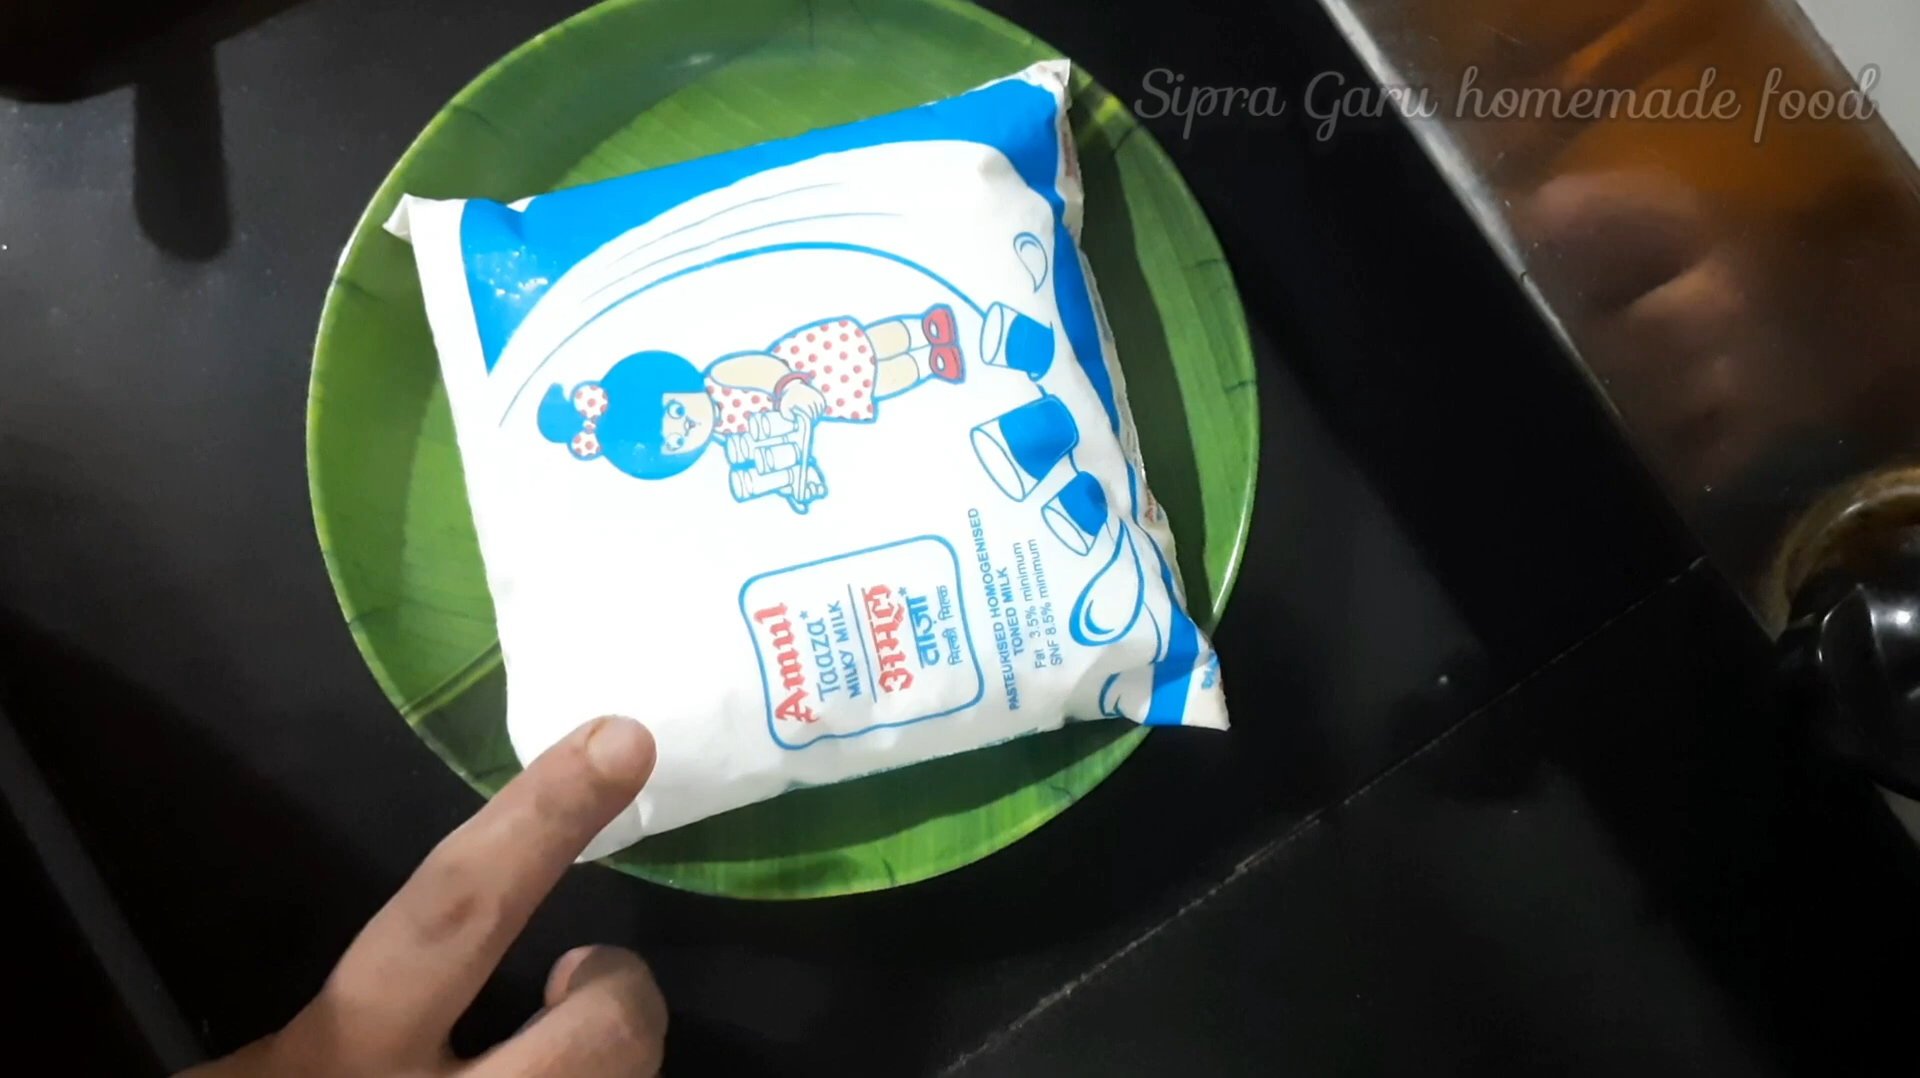 Sipra Garu homemade food
Amul
Taaza*
MILKY MILK
अमूल
ताज़ा*
मिल्की मिल्क
PASTEURISED HOMOGENISED
TONED MILK
Fat 3.5% minimum
SNF 8.5% minimum